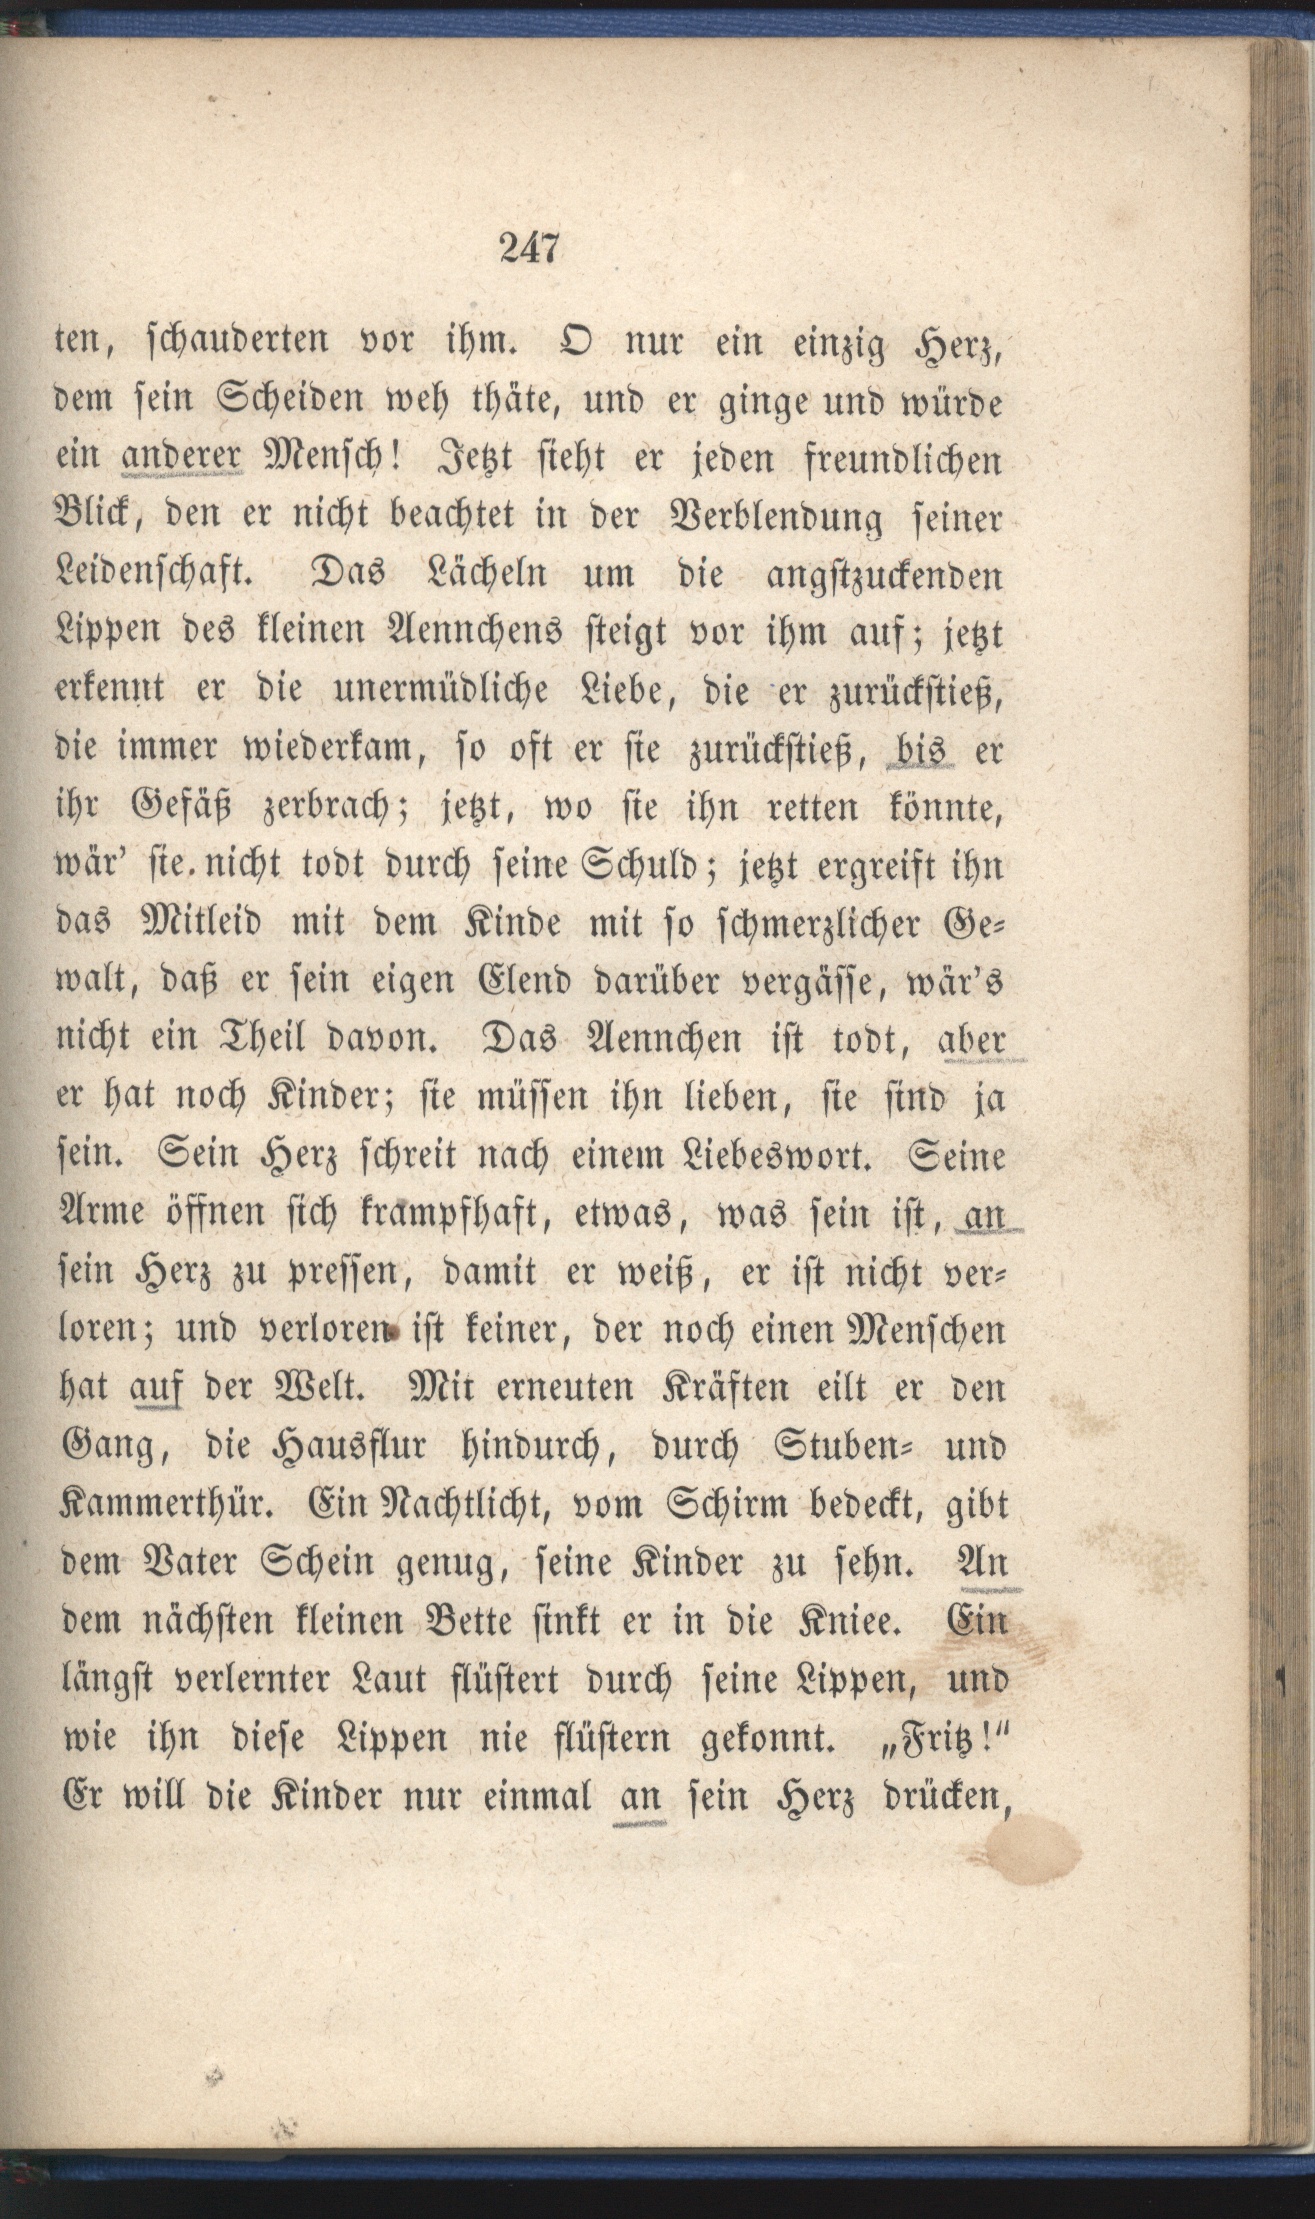 247
ten, schauderten vor ihm. O nur ein einzig Herz,
dem sein Scheiden weh thäte, und er ginge und würde
ein anderer Mensch! Jetzt sieht er jeden freundlichen
Blick, den er nicht beachtet in der Verblendung seiner
Leidenschaft. Das Lächeln um die angstzuckenden
Lippen des kleinen Aennchens steigt vor ihm auf; jetzt
erkennt er die unermüdliche Liebe, die er zurückstieß,
die immer wiederkam, so oft er sie zurückstieß, bis er
ihr Gefäß zerbrach; jetzt, wo sie ihn retten könnte,
wär' sie nicht todt durch seine Schuld; jetzt ergreift ihn
das Mitleid mit dem Kinde mit so schmerzlicher Ge-
walt, daß er sein eigen Elend darüber vergässe, wär's
nicht ein Theil davon. Das Aennchen ist todt, aber
er hat noch Kinder; sie müssen ihn lieben, sie sind ja
sein. Sein Herz schreit nach einem Liebeswort. Seine
Arme öffnen sich krampfhaft, etwas, was sein ist, an
sein Herz zu pressen, damit er weiß, er ist nicht ver-
loren; und verloren ist keiner, der noch einen Menschen
hat auf der Welt. Mit erneuten Kräften eilt er den
Gang, die Hausflur hindurch, durch Stuben- und
Kammerthür. Ein Nachtlicht, vom Schirm bedeckt, gibt
dem Vater Schein genug, seine Kinder zu sehn. An
dem nächsten kleinen Bette sinkt er in die Kniee. Ein
längst verlernter Laut flüstert durch seine Lippen, und
wie ihn diese Lippen nie flüstern gekonnt. „Fritz!“
Er will die Kinder nur einmal an sein Herz drücken,